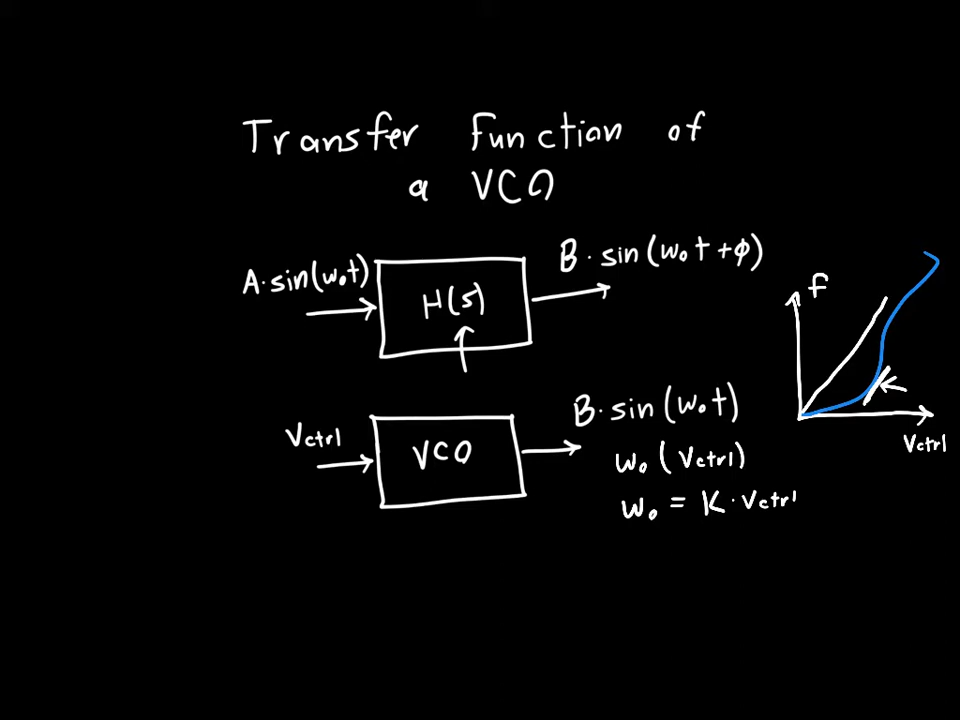 Transfer Function of
a VCO
A·sin(w₀t)
H(s)
B·sin(w₀t+φ)
f
Vctrl
Vctrl
VCO
B·sin(w₀t)
w₀(Vctrl)
w₀ = K·Vctrl